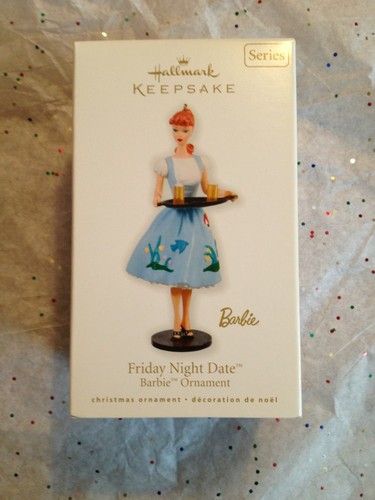 Series
Hallmark
KEEPSAKE
Barbie
Friday Night Date™
Barbie™ Ornament
christmas ornament • décoration de noël